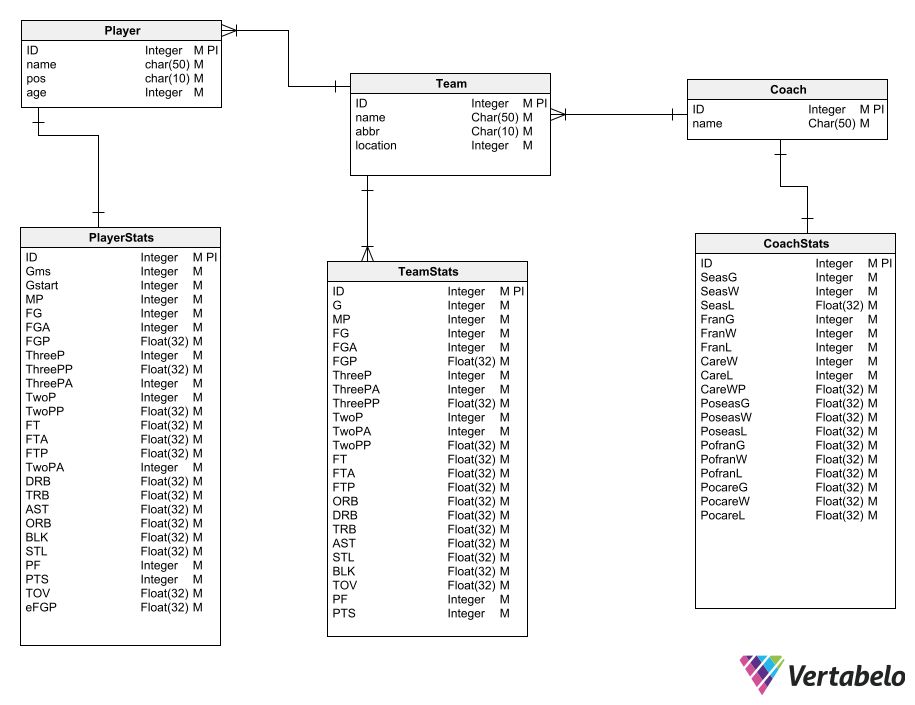 Player
ID Integer M PI
name char(50) M
pos char(10) M
age Integer M
Team
ID Integer M PI
name Char(50) M
abbr Char(10) M
location Integer M
Coach
ID Integer M PI
name Char(50) M
PlayerStats
ID Integer M PI
Gms Integer M
Gstart Integer M
MP Integer M
FG Integer M
FGA Integer M
FGP Float(32) M
ThreeP Integer M
ThreePP Float(32) M
ThreePA Integer M
TwoP Integer M
TwoPP Float(32) M
FT Float(32) M
FTA Float(32) M
FTP Float(32) M
TwoPA Integer M
DRB Float(32) M
TRB Float(32) M
AST Float(32) M
ORB Float(32) M
BLK Float(32) M
STL Float(32) M
PF Integer M
PTS Integer M
TOV Float(32) M
eFGP Float(32) M
TeamStats
ID Integer M PI
G Integer M
MP Integer M
FG Integer M
FGA Integer M
FGP Float(32) M
ThreeP Integer M
ThreePA Integer M
ThreePP Float(32) M
TwoP Integer M
TwoPA Integer M
TwoPP Float(32) M
FT Float(32) M
FTA Float(32) M
FTP Float(32) M
ORB Float(32) M
DRB Float(32) M
TRB Float(32) M
AST Float(32) M
STL Float(32) M
BLK Float(32) M
TOV Float(32) M
PF Integer M
PTS Integer M
CoachStats
ID Integer M PI
SeasG Integer M
SeasW Integer M
SeasL Float(32) M
FranG Integer M
FranW Integer M
FranL Integer M
CareW Integer M
CareL Integer M
CareWP Float(32) M
PoseasG Float(32) M
PoseasW Float(32) M
PoseasL Float(32) M
PofranG Float(32) M
PofranW Float(32) M
PofranL Float(32) M
PocareG Float(32) M
PocareW Float(32) M
PocareL Float(32) M
Vertabelo